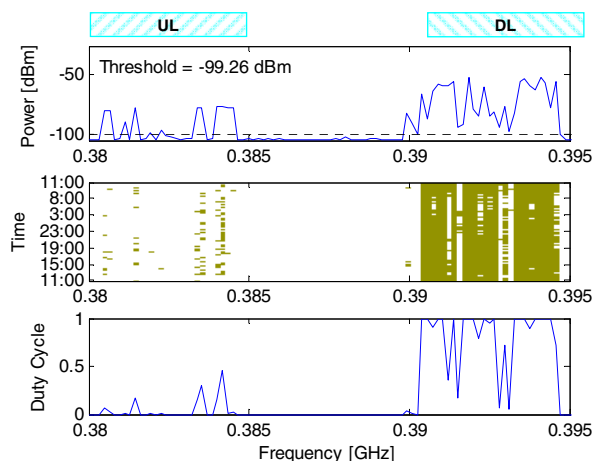 UL DL
Threshold = -99.26 dBm
Power [dBm]
-50
-100
0.38 0.385 0.39 0.395
Time
11:00
8:00
3:00
23:00
19:00
15:00
11:00
0.38 0.385 0.39 0.395
Duty Cycle
1
0.5
0
0.38 0.385 0.39 0.395
Frequency [GHz]